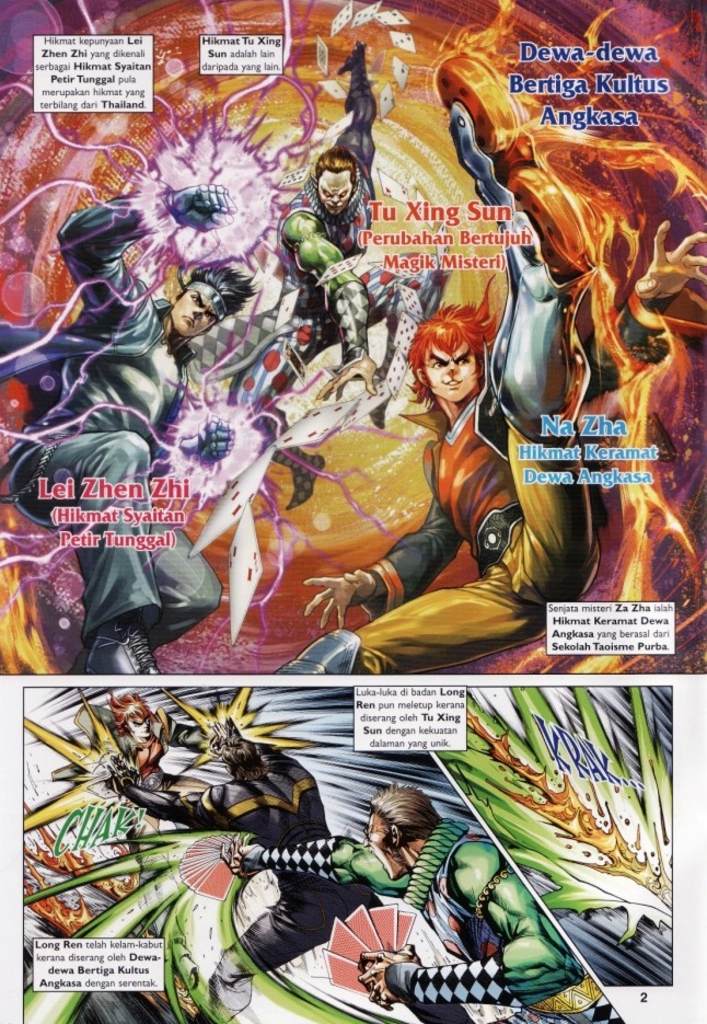 Hikmat kepunyaan Lei
Zhen Zhi yang dikenali
sebagai Hikmat Syaitan
Petir Tunggal pula
merupakan hikmat yang
terbilang dari Thailand.
Hikmat Tu Xing
Sun adalah lain
daripada yang lain.
Dewa-dewa
Bertiga Kultus
Angkasa
Tu Xing Sun
(Perubahan Bertujuh
Magik Misteri)
Na Zha
Hikmat Keramat
Dewa Angkasa
Lei Zhen Zhi
(Hikmat Syaitan
Petir Tunggal)
Senjata misteri Za Zha ialah
Hikmat Keramat Dewa
Angkasa yang berasal dari
Sekolah Taoisme Purba.
Luka-luka di badan Long
Ren pun meletup kerana
diserang oleh Tu Xing
Sun dengan kekuatan
dalaman yang unik.
KRAK...
CHAK!
Long Ren telah kelam-kabut
kerana diserang oleh Dewa-
dewa Bertiga Kultus
Angkasa dengan serentak.
2